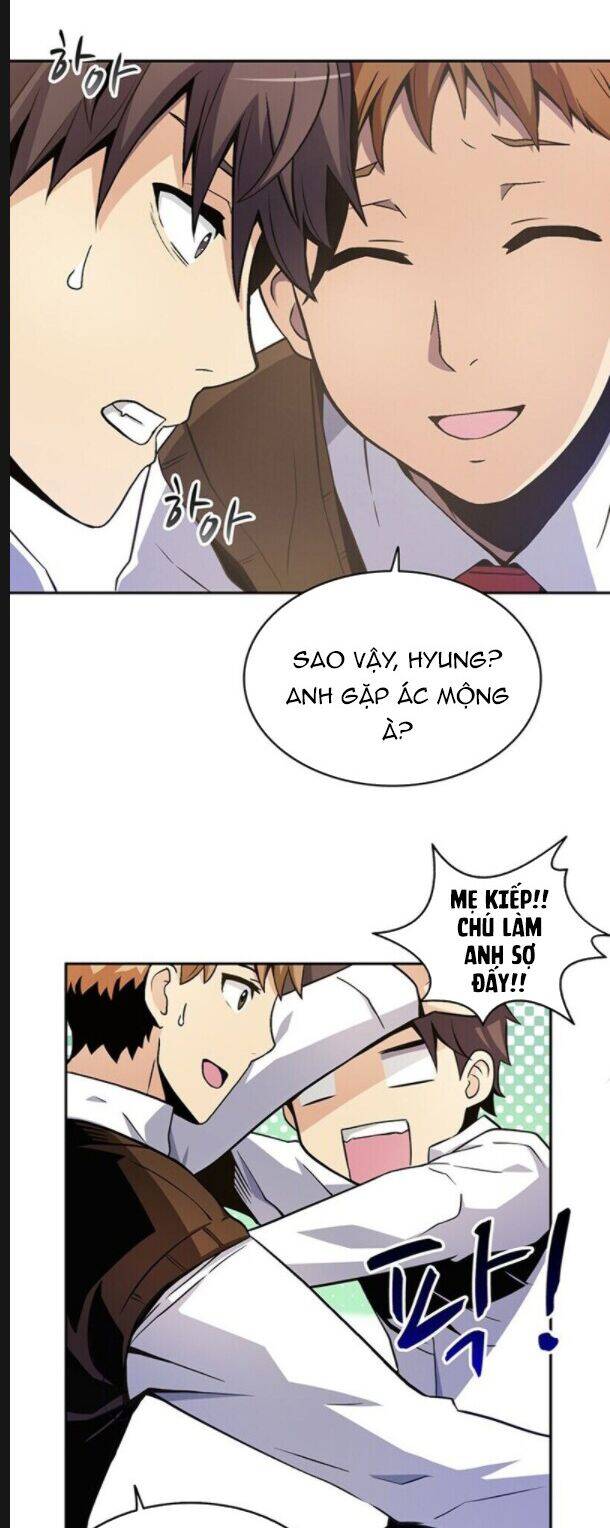 하아
하아
SAO VẬY, HYUNG?
ANH GẶP ÁC MỘNG
À?
MẸ KIẾP!!
CHÚ LÀM
ANH SỢ
ĐẤY!!
퍽!